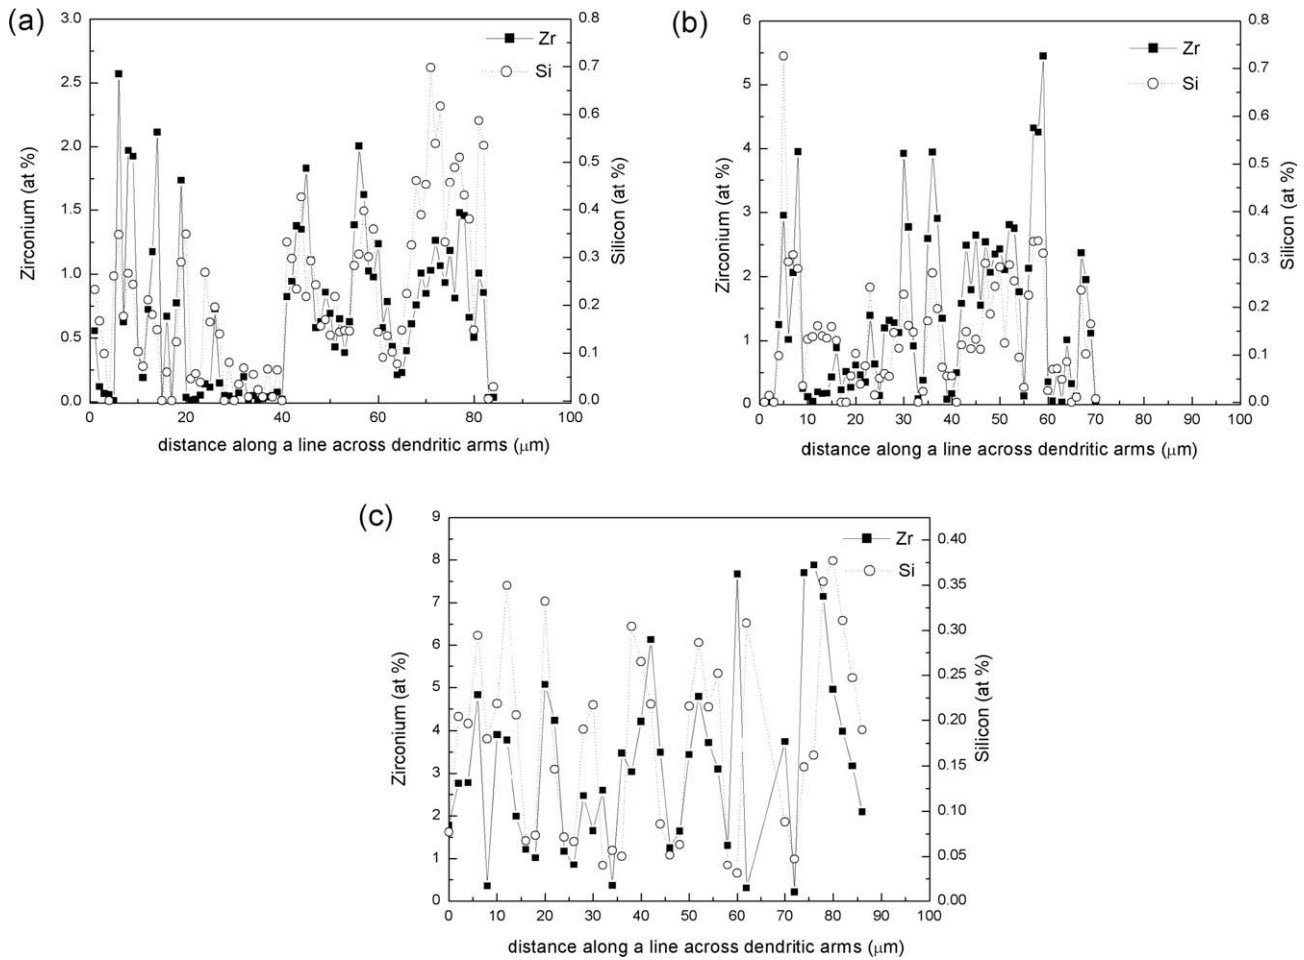 (a)
3.0
2.5
2.0
1.5
1.0
0.5
0.0
Zirconium (at %)
Zr
Si
0.8
0.7
0.6
0.5
0.4
0.3
0.2
0.1
0.0
Silicon (at %)
0 20 40 60 80 100
distance along a line across dendritic arms (μm)
(b)
6
5
4
3
2
1
0
Zirconium (at %)
Zr
Si
0.8
0.7
0.6
0.5
0.4
0.3
0.2
0.1
0.0
Silicon (at %)
0 10 20 30 40 50 60 70 80 90 100
distance along a line across dendritic arms (μm)
(c)
9
8
7
6
5
4
3
2
1
0
Zirconium (at %)
Zr
Si
0.40
0.35
0.30
0.25
0.20
0.15
0.10
0.05
0.00
Silicon (at %)
0 10 20 30 40 50 60 70 80 90 100
distance along a line across dendritic arms (μm)